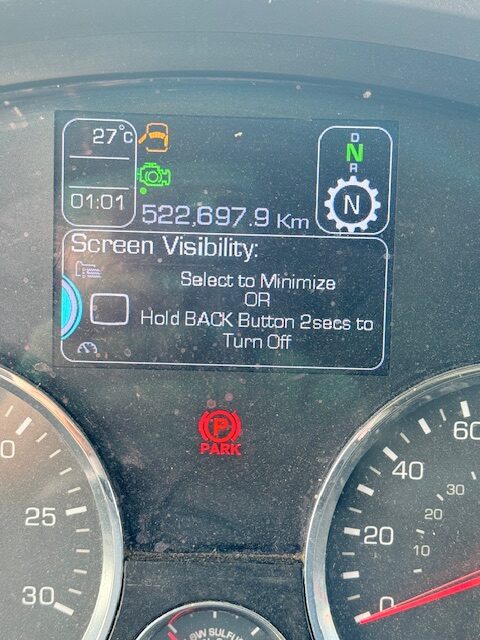 27°C
D
N
R
N
01:01
522,697.9 Km
Screen Visibility:
Select to Minimize
OR
Hold BACK Button 2secs to
Turn Off
P
PARK
60
40
30
20
20
10
0
25
30